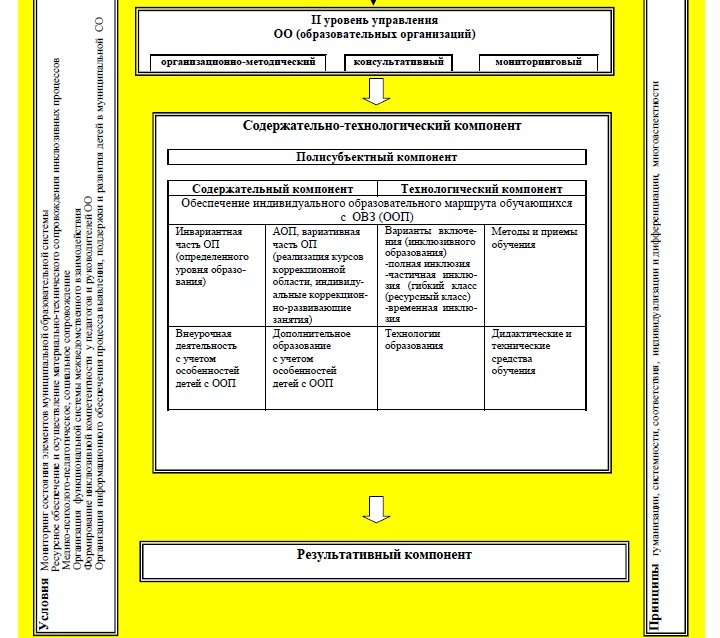 II уровень управления
ОО (образовательных организаций)
организационно-методический
консультативный
мониторинговый
Содержательно-технологический компонент
Полисубъектный компонент
Содержательный компонент
Технологический компонент
Обеспечение индивидуального образовательного маршрута обучающихся
с ОВЗ (ООП)
Инвариантная
часть ОП
(определенного
уровня образо-
вания)
АОП, вариативная
часть ОП
(реализация курсов
коррекционной
области, индивиду-
альные коррекцион-
но-развивающие
занятия)
Варианты включе-
ния (инклюзивного
образования)
-полная инклюзия
-частичная инклю-
зия (гибкий класс
(ресурсный класс)
-временная инклю-
зия
Методы и приемы
обучения
Внеурочная
деятельность
с учетом
особенностей
детей с ООП
Дополнительное
образование
с учетом
особенностей
детей с ООП
Технологии
образования
Дидактические и
технические
средства
обучения
Результативный компонент
Условия Мониторинг состояния элементов муниципальной образовательной системы
Ресурсное обеспечение и осуществление материально-технического сопровождения инклюзивных процессов
Медико-психолого-педагогическое, социальное сопровождение
Организация функциональной системы межведомственного взаимодействия
Формирование инклюзивной компетентности у педагогов и руководителей ОО
Организация информационного обеспечения процесса выявления, поддержки и развития детей в муниципальной СО
Принципы гуманизации, системности, соответствия, индивидуализации и дифференциации, многоаспектности